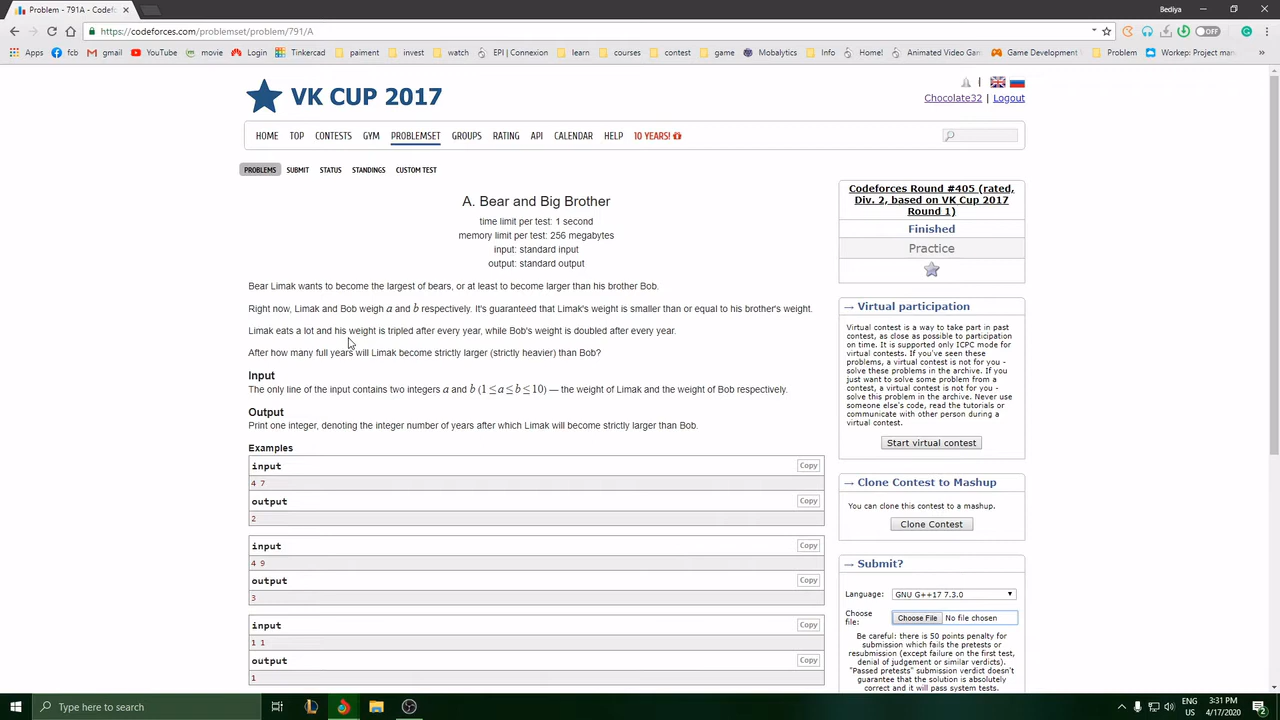 Problem - 791A - Codef
Bediya
https://codeforces.com/problemset/problem/791/A
OFF
Apps
fcb
gmail
YouTube
movie
Login
Tinkercad
paiment
invest
watch
EPI | Connexion
learn
courses
contest
game
Mobalytics
Info
Home!
Animated Video Gam
Game Development
Problem
Workep: Project man
»
VK CUP 2017
Chocolate32 | Logout
HOME TOP CONTESTS GYM PROBLEMSET GROUPS RATING API CALENDAR HELP 10 YEARS!
PROBLEMS SUBMIT STATUS STANDINGS CUSTOM TEST
A. Bear and Big Brother
time limit per test: 1 second
memory limit per test: 256 megabytes
input: standard input
output: standard output
Bear Limak wants to become the largest of bears, or at least to become larger than his brother Bob.
Right now, Limak and Bob weigh a and b respectively. It's guaranteed that Limak's weight is smaller than or equal to his brother's weight.
Limak eats a lot and his weight is tripled after every year, while Bob's weight is doubled after every year.
After how many full years will Limak become strictly larger (strictly heavier) than Bob?
Input
The only line of the input contains two integers a and b (1 ≤ a ≤ b ≤ 10) — the weight of Limak and the weight of Bob respectively.
Output
Print one integer, denoting the integer number of years after which Limak will become strictly larger than Bob.
Examples
input
Copy
4 7
output
Copy
2
input
Copy
4 9
output
Copy
3
input
Copy
1 1
output
Copy
1
Codeforces Round #405 (rated,
Div. 2, based on VK Cup 2017
Round 1)
Finished
Practice
→ Virtual participation
Virtual contest is a way to take part in past
contest, as close as possible to participation
on time. It is supported only ICPC mode for
virtual contests. If you've seen these
problems, a virtual contest is not for you -
solve these problems in the archive. If you
just want to solve some problem from a
contest, a virtual contest is not for you -
solve this problem in the archive. Never use
someone else's code, read the tutorials or
communicate with other person during a
virtual contest.
Start virtual contest
→ Clone Contest to Mashup
You can clone this contest to a mashup.
Clone Contest
→ Submit?
Language: GNU G++17 7.3.0
Choose
file:
Choose File No file chosen
Be careful: there is 50 points penalty for
submission which fails the pretests or
resubmission (except failure on the first test,
denial of judgement or similar verdicts).
"Passed pretests" submission verdict doesn't
guarantee that the solution is absolutely
correct and it will pass system tests.
Type here to search
ENG
US
3:31 PM
4/17/2020
2